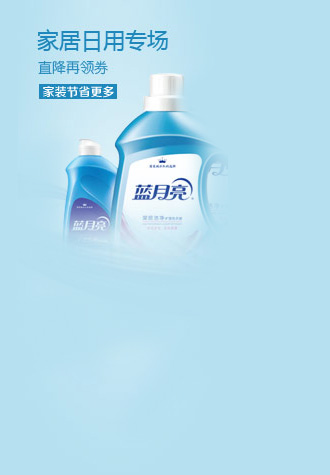 家居日用专场
直降再领券
家装节省更多
蓝月亮
蓝月亮